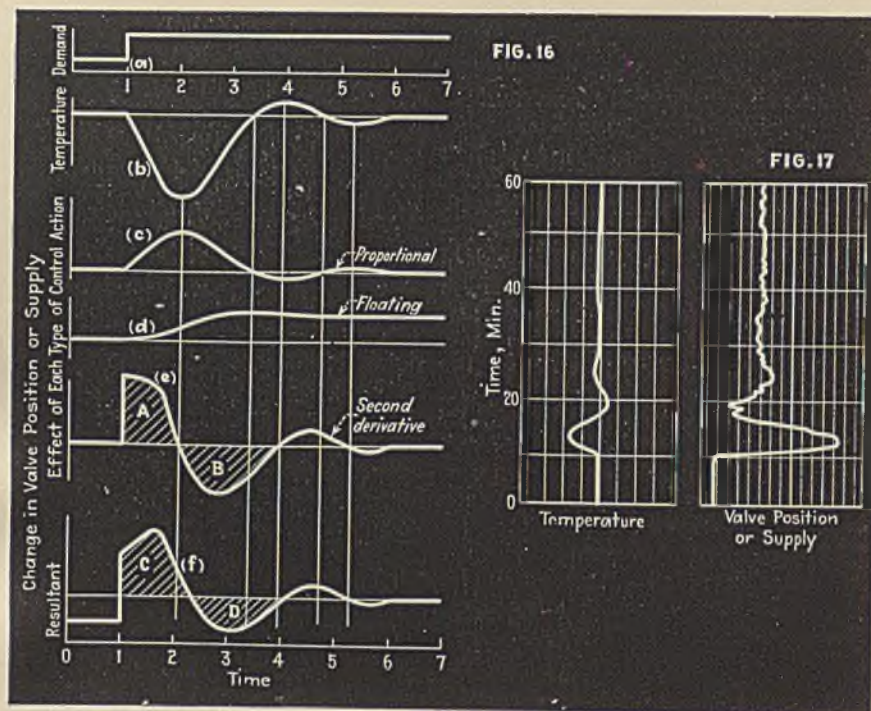 FIG. 16
Demand
(a)
1 2 3 4 5 6 7
Temperature
(b)
Change in Valve Position or Supply
Effect of Each Type of Control Action
(c)
Proportional
(d)
Floating
(e)
A
B
Second
derivative
Resultant
C
(f)
D
0 1 2 3 4 5 6 7
Time
FIG. 17
Time, Min.
60
40
20
0
Temperature
Valve Position
or Supply